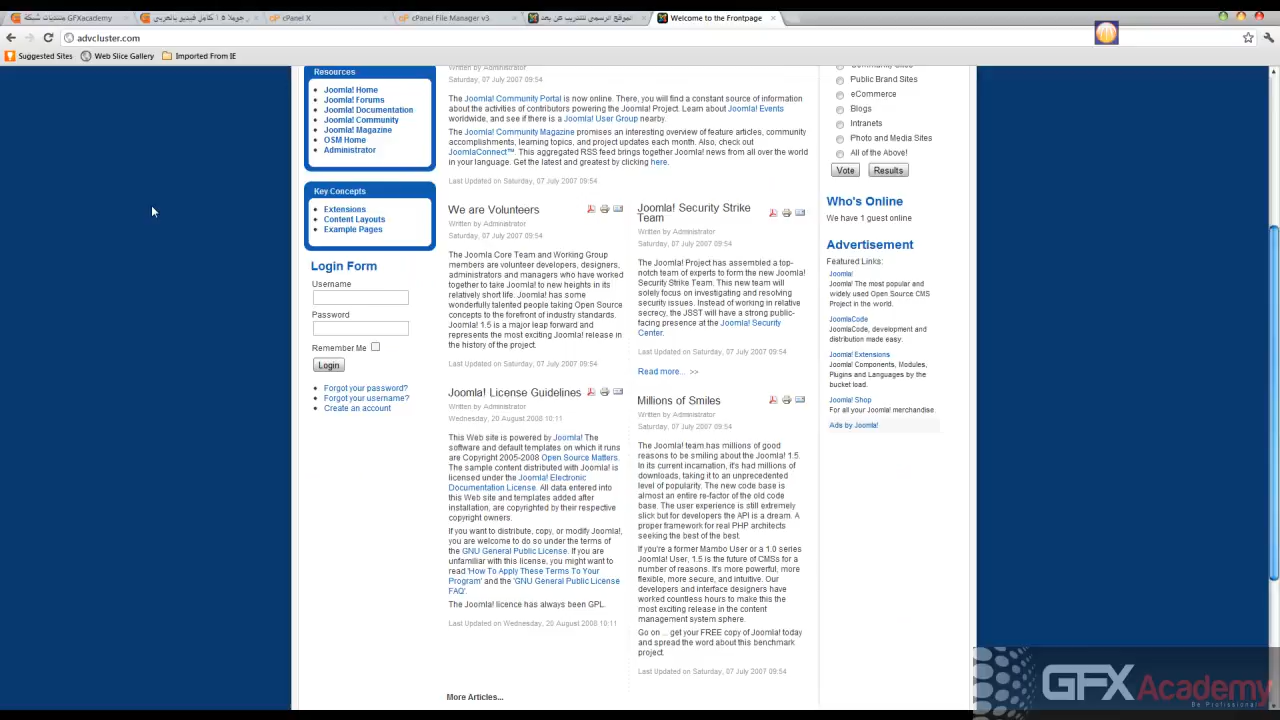 منتديات شبكة GFXacademy
جوملا ١.٥ كامل فيديو بالعربي
cPanel X
cPanel File Manager v3
الموقع الرسمي للتدريب عن بعد
Welcome to the Frontpage
advcluster.com
Suggested Sites
Web Slice Gallery
Imported From IE
Resources
Joomla! Home
Joomla! Forums
Joomla! Documentation
Joomla! Community
Joomla! Magazine
OSM Home
Administrator
Key Concepts
Extensions
Content Layouts
Example Pages
Login Form
Username
Password
Remember Me
Login
Forgot your password?
Forgot your username?
Create an account
Written by Administrator
Saturday, 07 July 2007 09:54
The Joomla! Community Portal is now online. There, you will find a constant source of information
about the activities of contributors powering the Joomla! Project. Learn about Joomla! Events
worldwide, and see if there is a Joomla! User Group nearby.
The Joomla! Community Magazine promises an interesting overview of feature articles, community
accomplishments, learning topics, and project updates each month. Also, check out
JoomlaConnect™. This aggregated RSS feed brings together Joomla! news from all over the world
in your language. Get the latest and greatest by clicking here.
Last Updated on Saturday, 07 July 2007 09:54
We are Volunteers
Written by Administrator
Saturday, 07 July 2007 09:54
The Joomla Core Team and Working Group
members are volunteer developers, designers,
administrators and managers who have worked
together to take Joomla! to new heights in its
relatively short life. Joomla! has some
wonderfully talented people taking Open Source
concepts to the forefront of industry standards.
Joomla! 1.5 is a major leap forward and
represents the most exciting Joomla! release in
the history of the project.
Last Updated on Saturday, 07 July 2007 09:54
Joomla! License Guidelines
Written by Administrator
Wednesday, 20 August 2008 10:11
This Web site is powered by Joomla! The
software and default templates on which it runs
are Copyright 2005-2008 Open Source Matters.
The sample content distributed with Joomla! is
licensed under the Joomla! Electronic
Documentation License. All data entered into
this Web site and templates added after
installation, are copyrighted by their respective
copyright owners.
If you want to distribute, copy, or modify Joomla!,
you are welcome to do so under the terms of
the GNU General Public License. If you are
unfamiliar with this license, you might want to
read 'How To Apply These Terms To Your
Program' and the 'GNU General Public License
FAQ'.
The Joomla! licence has always been GPL.
Last Updated on Wednesday, 20 August 2008 10:11
Joomla! Security Strike
Team
Written by Administrator
Saturday, 07 July 2007 09:54
The Joomla! Project has assembled a top-
notch team of experts to form the new Joomla!
Security Strike Team. This new team will
solely focus on investigating and resolving
security issues. Instead of working in relative
secrecy, the JSST will have a strong public-
facing presence at the Joomla! Security
Center.
Last Updated on Saturday, 07 July 2007 09:54
Read more... >>
Millions of Smiles
Written by Administrator
Saturday, 07 July 2007 09:54
The Joomla! team has millions of good
reasons to be smiling about the Joomla! 1.5.
In its current incarnation, it's had millions of
downloads, taking it to an unprecedented
level of popularity. The new code base is
almost an entire re-factor of the old code
base. The user experience is still extremely
slick but for developers the API is a dream. A
proper framework for real PHP architects
seeking the best of the best.
If you're a former Mambo User or a 1.0 series
Joomla! User, 1.5 is the future of CMSs for a
number of reasons. It's more powerful, more
flexible, more secure, and intuitive. Our
developers and interface designers have
worked countless hours to make this the
most exciting release in the content
management system sphere.
Go on ... get your FREE copy of Joomla! today
and spread the word about this benchmark
project.
Last Updated on Saturday, 07 July 2007 09:54
More Articles...
Public Brand Sites
eCommerce
Blogs
Intranets
Photo and Media Sites
All of the Above!
Vote
Results
Who's Online
We have 1 guest online
Advertisement
Featured Links:
Joomla!
Joomla! The most popular and
widely used Open Source CMS
Project in the world.
JoomlaCode
JoomlaCode, development and
distribution made easy.
Joomla! Extensions
Joomla! Components, Modules,
Plugins and Languages by the
bucket load.
Joomla! Shop
For all your Joomla! merchandise.
Ads by Joomla!
GFXAcademy
Be Professional